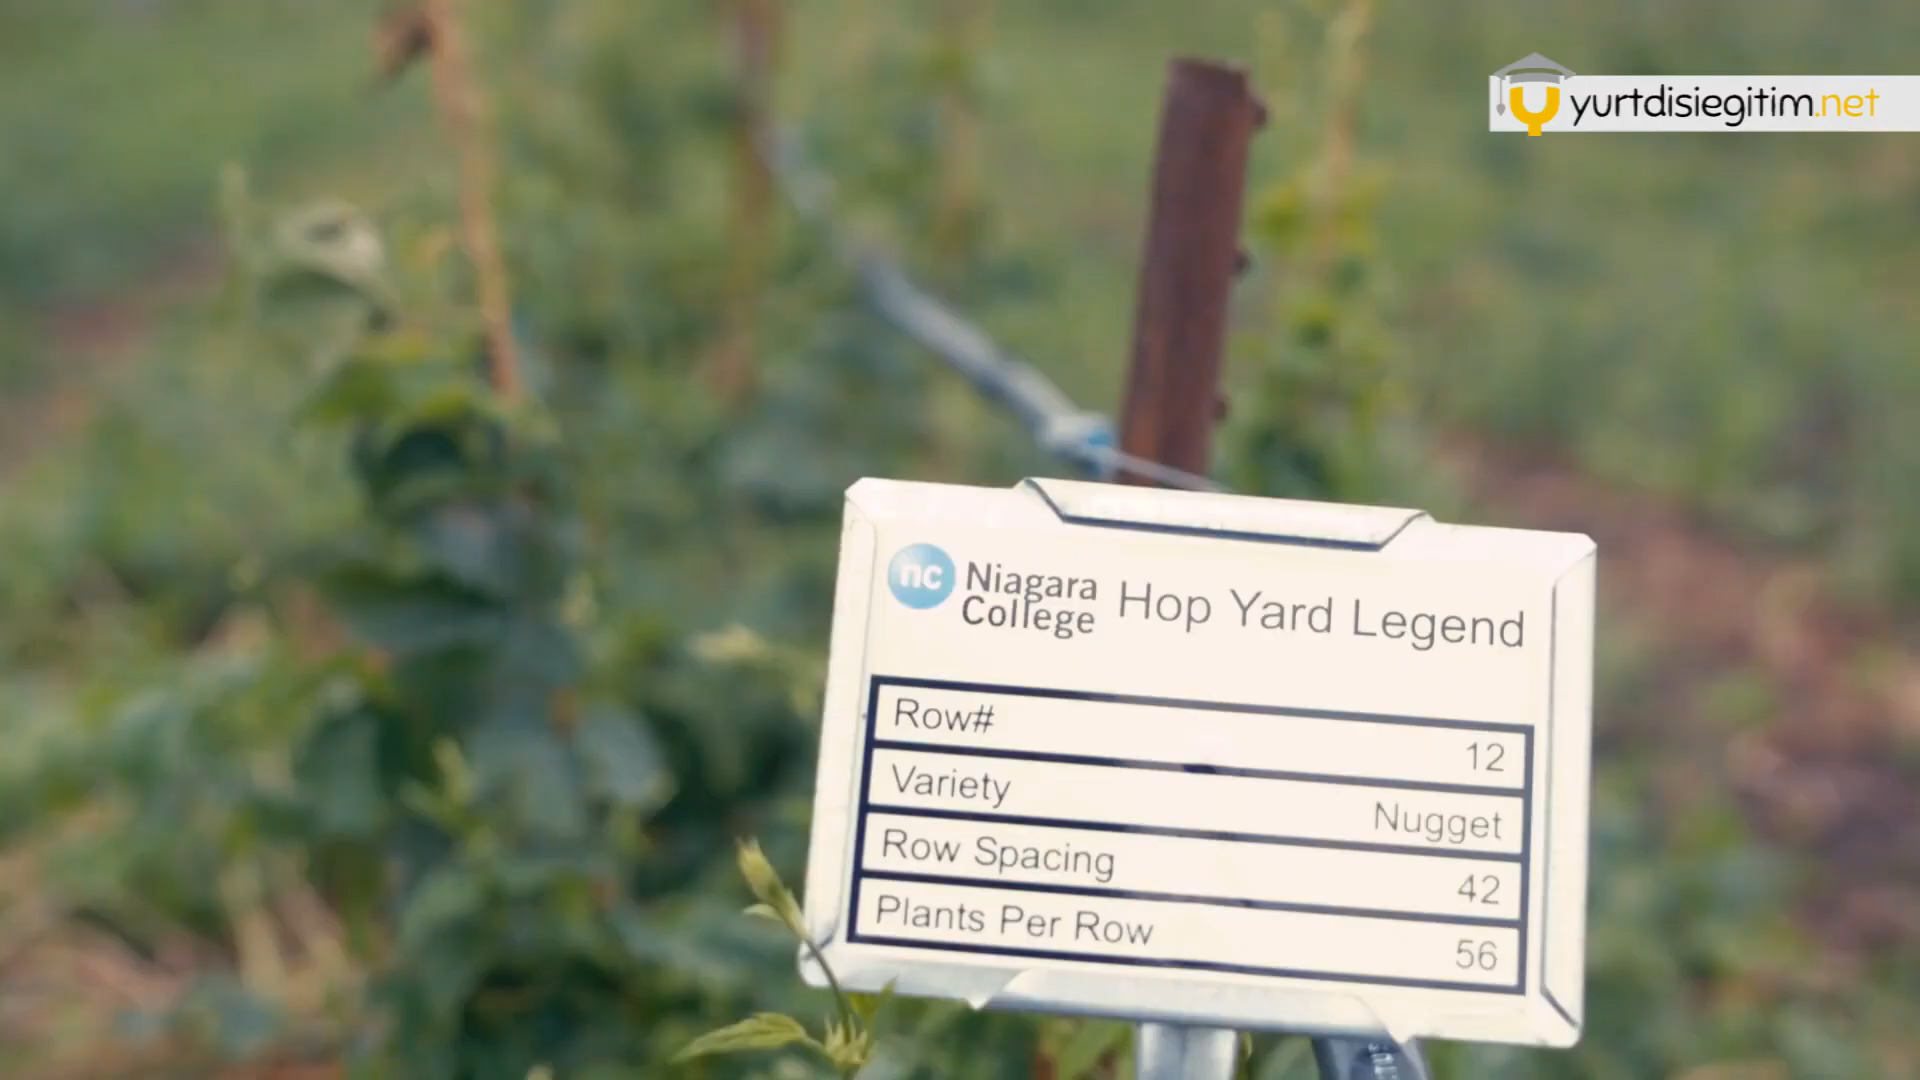 yurtdisiegitim.net
nc Niagara College Hop Yard Legend
Row# 12
Variety Nugget
Row Spacing 42
Plants Per Row 56